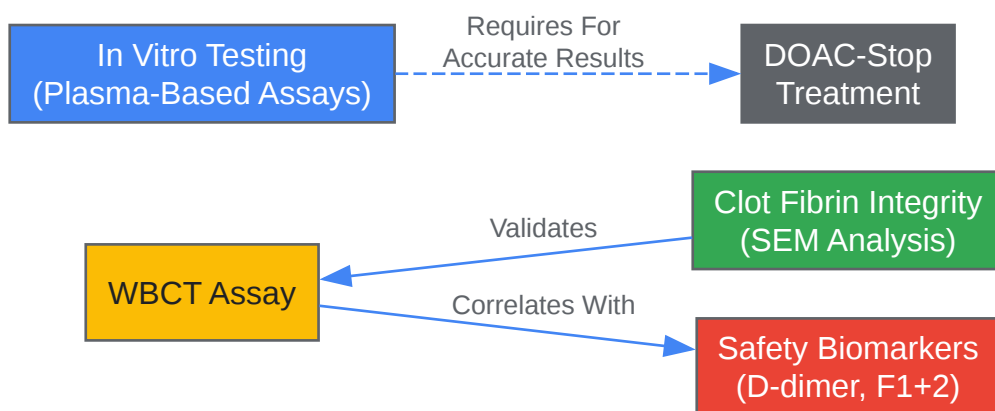 In Vitro Testing
(Plasma-Based Assays)
Requires For
Accurate Results
DOAC-Stop
Treatment
Clot Fibrin Integrity
(SEM Analysis)
Validates
WBCT Assay
Correlates With
Safety Biomarkers
(D-dimer, F1+2)